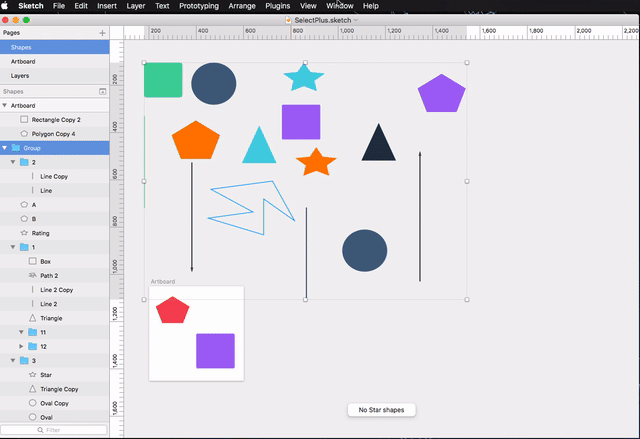 Sketch File Edit Insert Layer Text Prototyping Arrange Plugins View Window Help
SelectPlus.sketch
Pages
200 400 600 800 1,000 1,200 1,400 1,600 1,800 2,000 2,200
Shapes
Artboard
Layers
Shapes
Artboard
Rectangle Copy 2
Polygon Copy 4
Group
2
Line Copy
Line
A
B
Rating
1
Box
Path 2
Line 2 Copy
Line 2
Triangle
11
12
3
Star
Triangle Copy
Oval Copy
Oval
Filter
200
400
600
800
1,000
1,200
1,400
1,600
Artboard
No Star shapes